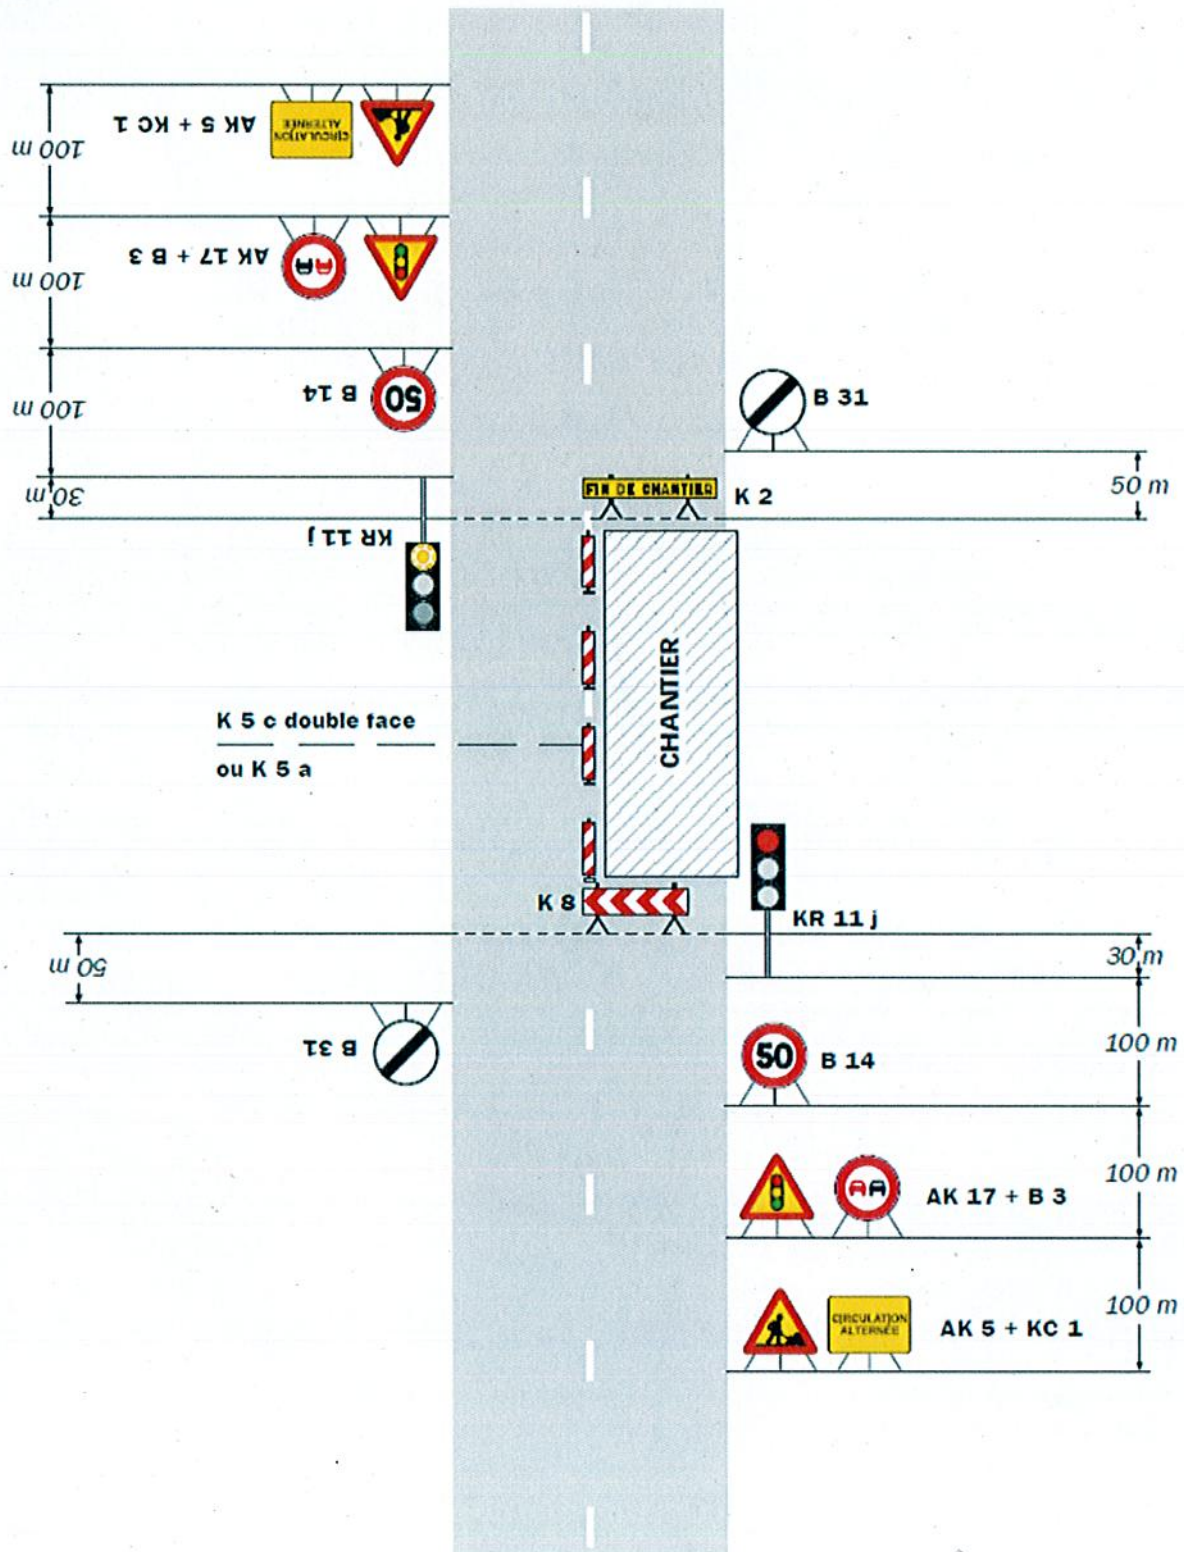 AK 5 + KC 1
CIRCULATION
ALTERNÉE
100 m
AK 17 + B 3
100 m
B 14
50
100 m
B 31
50 m
FIN DE CHANTIER
K 2
30 m
KR 11 j
CHANTIER
K 5 c double face
ou K 5 a
K 8
KR 11 j
50 m
30 m
B 31
50
B 14
100 m
AK 17 + B 3
100 m
CIRCULATION
ALTERNÉE
AK 5 + KC 1
100 m